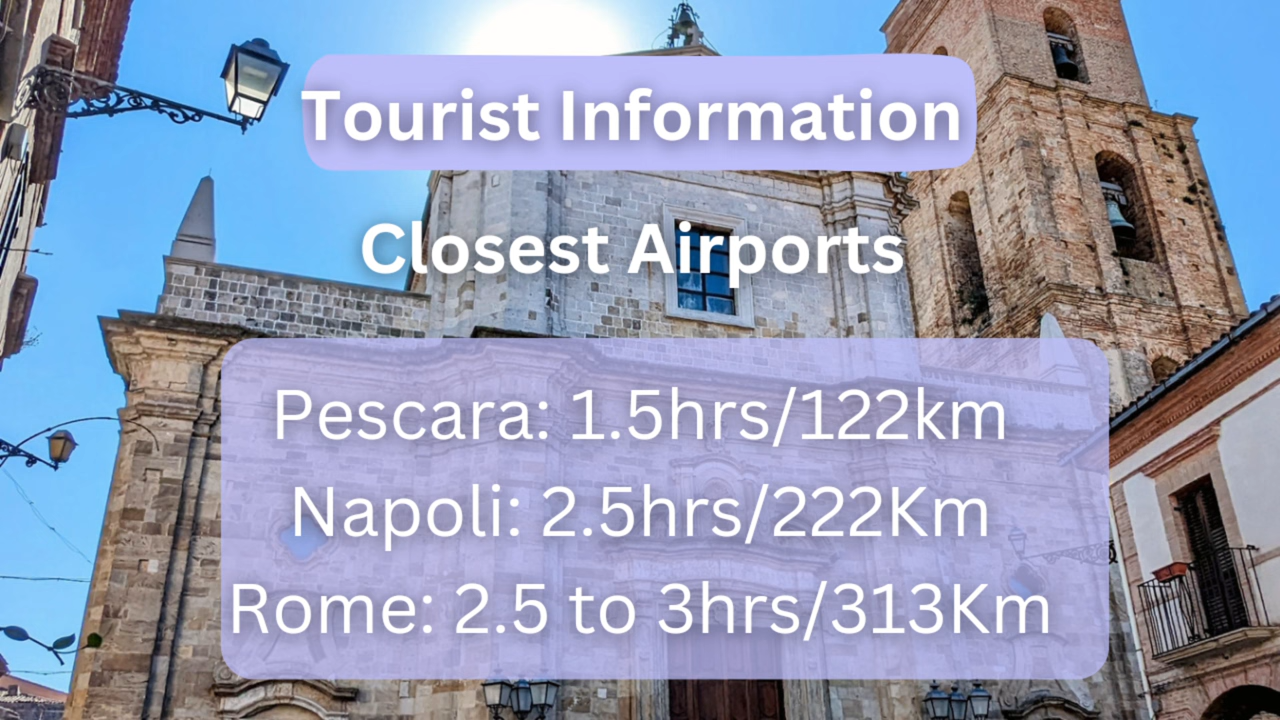 Tourist Information
Closest Airports
Pescara: 1.5hrs/122km
Napoli: 2.5hrs/222Km
Rome: 2.5 to 3hrs/313Km